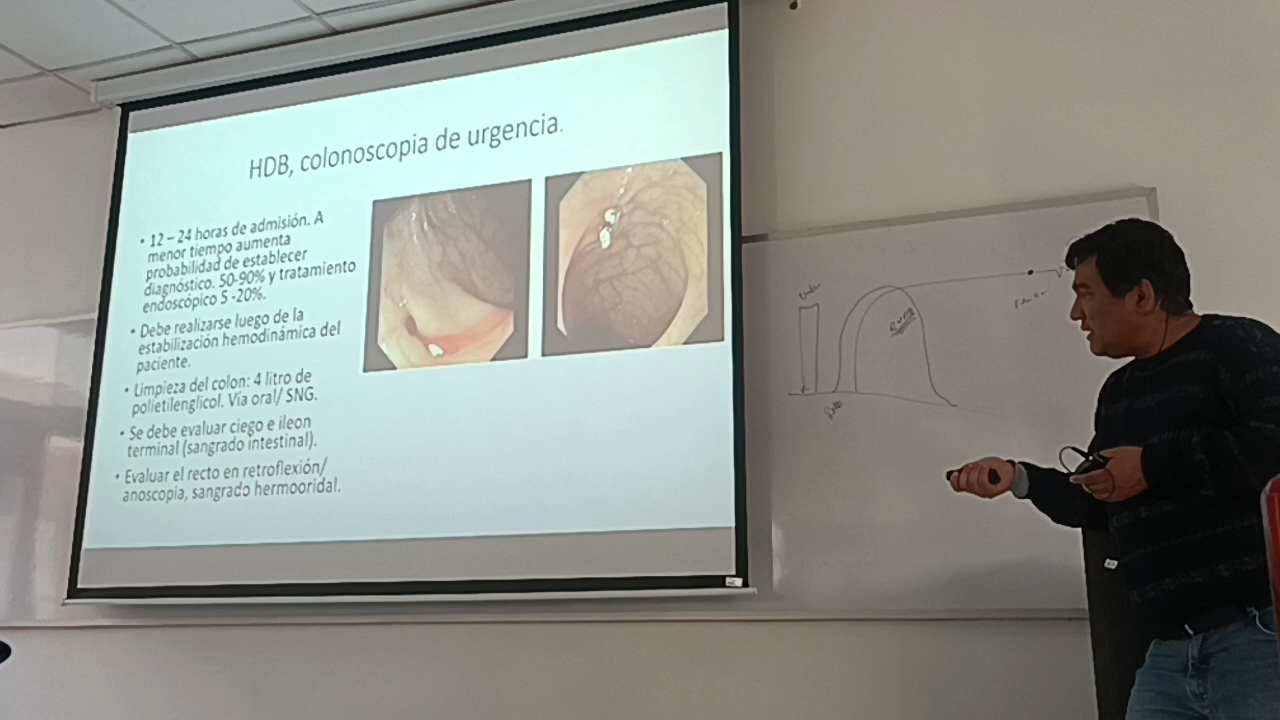 HDB, colonoscopia de urgencia.
• 12 – 24 horas de admisión. A
menor tiempo aumenta
probabilidad de establecer
diagnóstico. 50-90% y tratamiento
endoscópico 5 -20%.
• Debe realizarse luego de la
estabilización hemodinámica del
paciente.
• Limpieza del colon: 4 litro de
polietilenglicol. Vía oral/ SNG.
• Se debe evaluar ciego e ileon
terminal (sangrado intestinal).
• Evaluar el recto en retroflexión/
anoscopia, sangrado hermooridal.